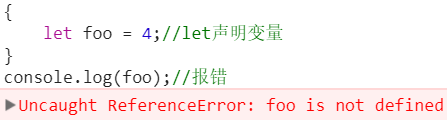 {
    let foo = 4;//let声明变量
}
console.log(foo);//报错
▶Uncaught ReferenceError: foo is not defined